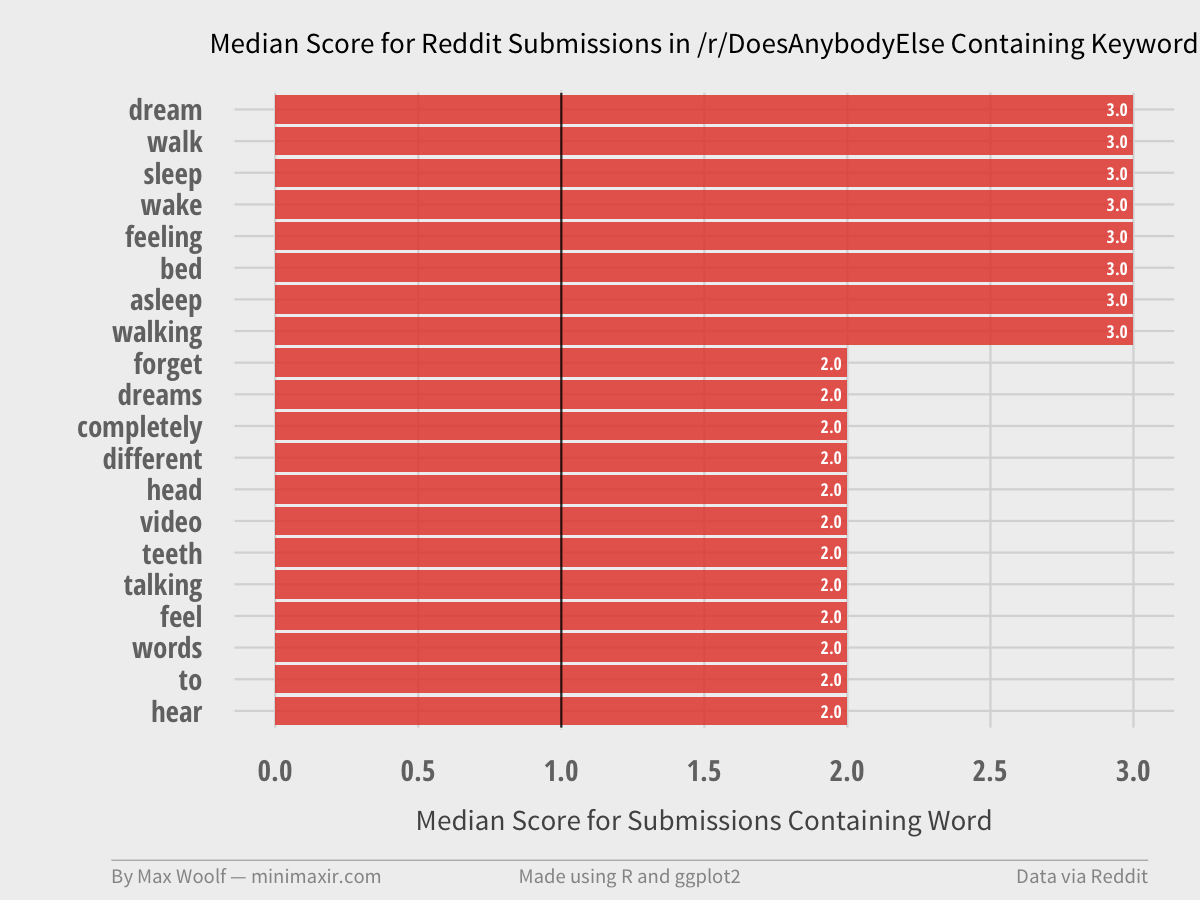 Median Score for Reddit Submissions in /r/DoesAnybodyElse Containing Keyword
dream 3.0
walk 3.0
sleep 3.0
wake 3.0
feeling 3.0
bed 3.0
asleep 3.0
walking 3.0
forget 2.0
dreams 2.0
completely 2.0
different 2.0
head 2.0
video 2.0
teeth 2.0
talking 2.0
feel 2.0
words 2.0
to 2.0
hear 2.0
0.0 0.5 1.0 1.5 2.0 2.5 3.0
Median Score for Submissions Containing Word
By Max Woolf — minimaxir.com Made using R and ggplot2 Data via Reddit